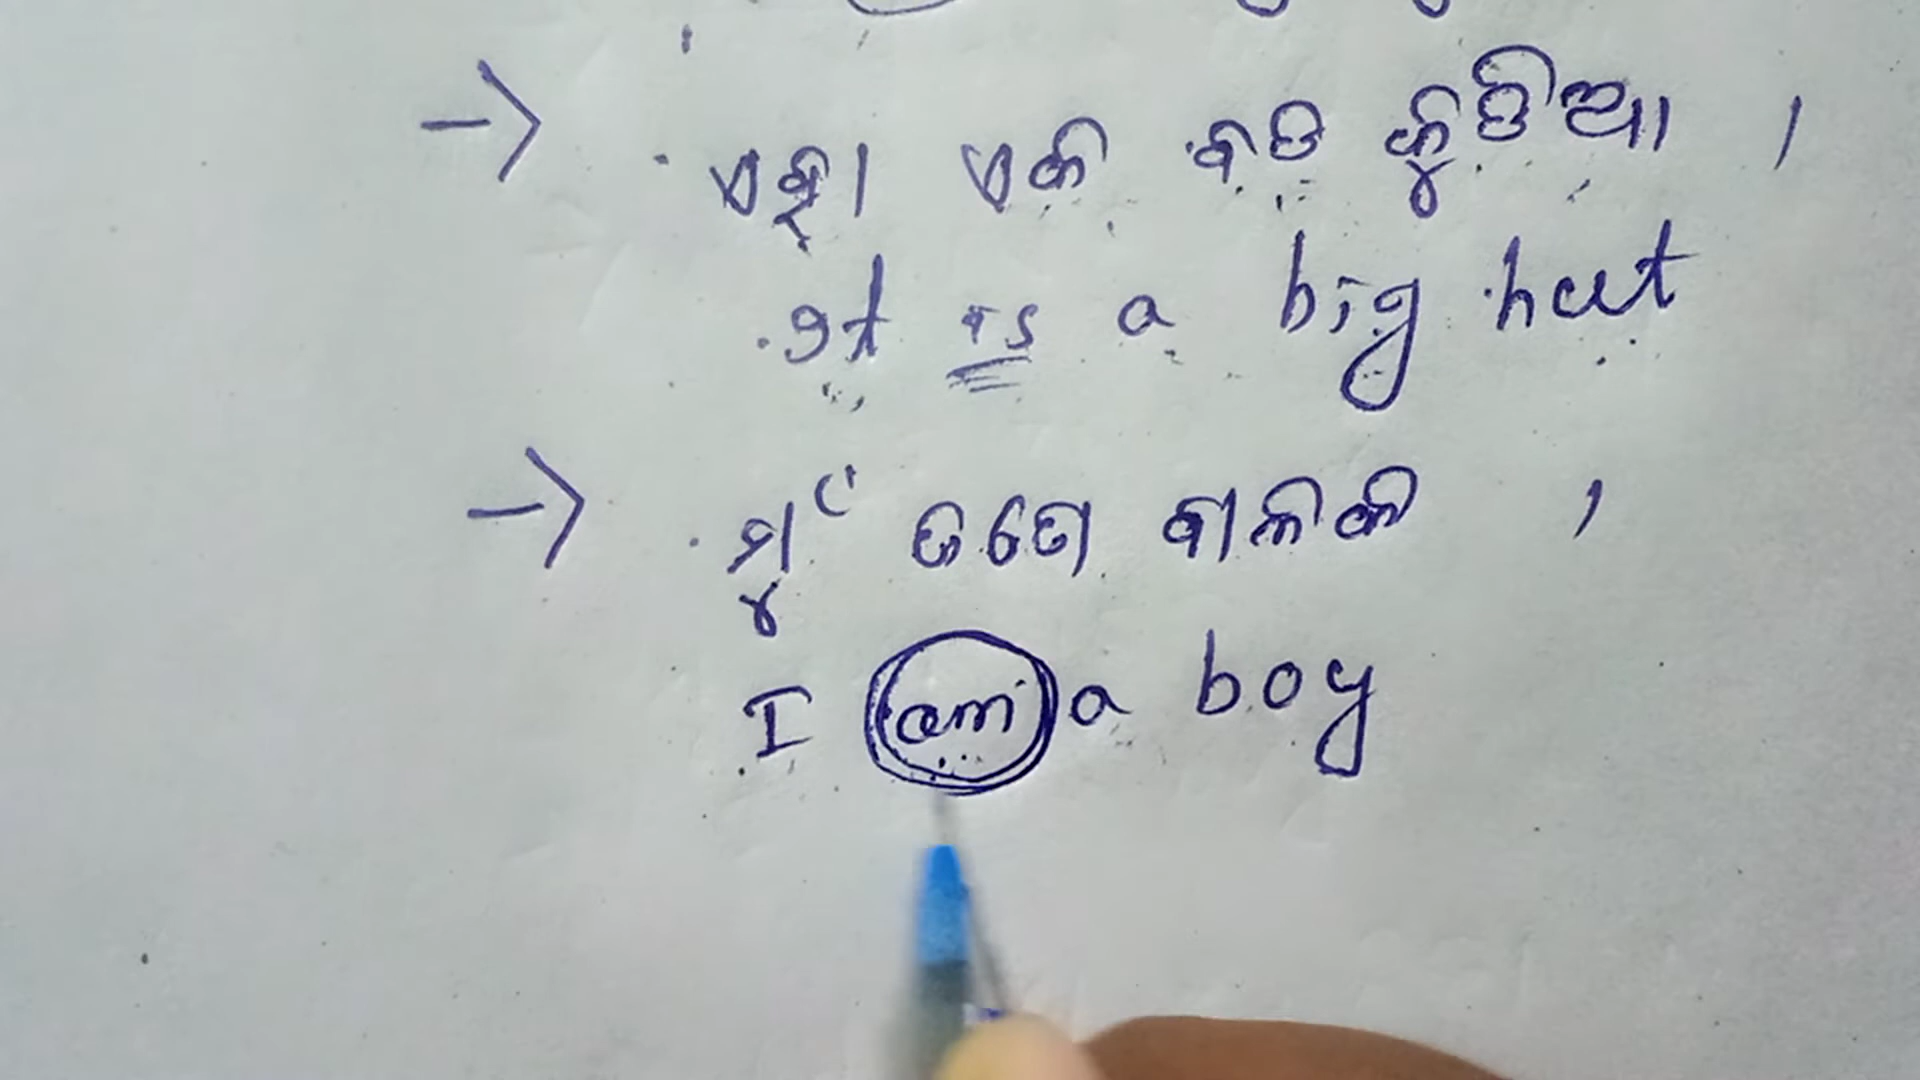 ଏହା ଏକ ବଡ କୁଡିଆ ।
It is a big hut
ମୁଁ ଜଣେ ବାଳକ ।
I am a boy